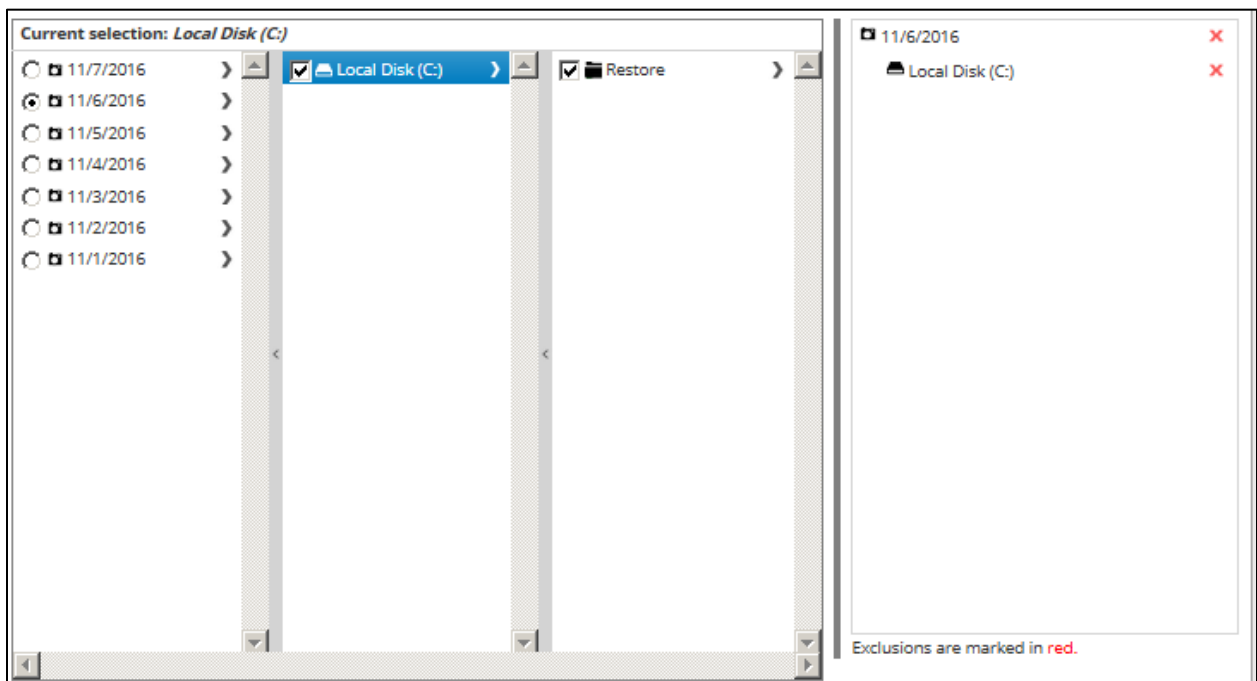 Current selection: Local Disk (C:)
11/7/2016
11/6/2016
11/5/2016
11/4/2016
11/3/2016
11/2/2016
11/1/2016
Local Disk (C:)
Restore
11/6/2016
Local Disk (C:)
Exclusions are marked in red.